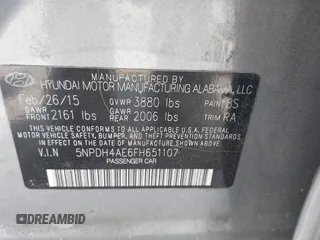 MANUFACTURED BY
HYUNDAI MOTOR MANUFACTURING ALABAMA, LLC
Feb/26/15 GVWR 3880 lbs PAINT 8S
GAWR FRONT 2161 lbs GAWR REAR 2006 lbs TRIM RA
THIS VEHICLE CONFORMS TO ALL APPLICABLE FEDERAL
MOTOR VEHICLE SAFETY, BUMPER, AND THEFT PREVENTION
STANDARDS IN EFFECT ON THE DATE OF MANUFACTURE
SHOWN ABOVE.
V.I.N 5NPDH4AE6FH651107
PASSENGER CAR
AUTOBIDMASTER